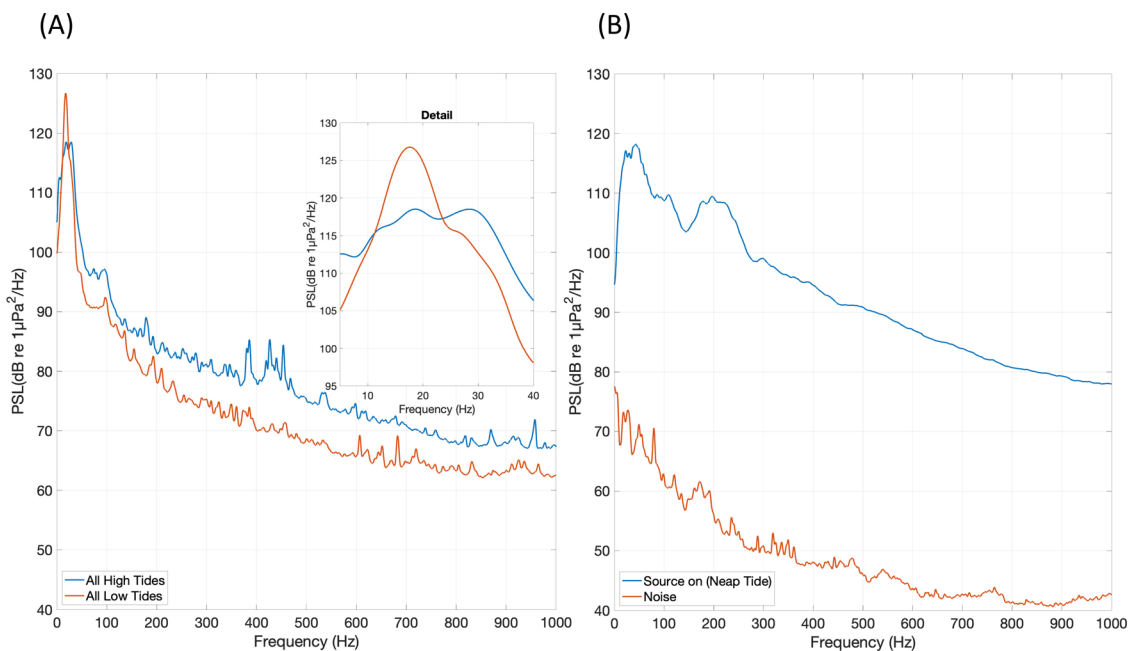 (A)
130
120
110
100
90
80
70
60
50
40
0 100 200 300 400 500 600 700 800 900 1000
PSL(dB re 1µPa²/Hz)
Frequency (Hz)
All High Tides
All Low Tides
Detail
130
125
120
115
110
105
100
95
10 20 30 40
PSL(dB re 1µPa²/Hz)
Frequency (Hz)
(B)
130
120
110
100
90
80
70
60
50
40
0 100 200 300 400 500 600 700 800 900 1000
PSL(dB re 1µPa²/Hz)
Frequency (Hz)
Source on (Neap Tide)
Noise